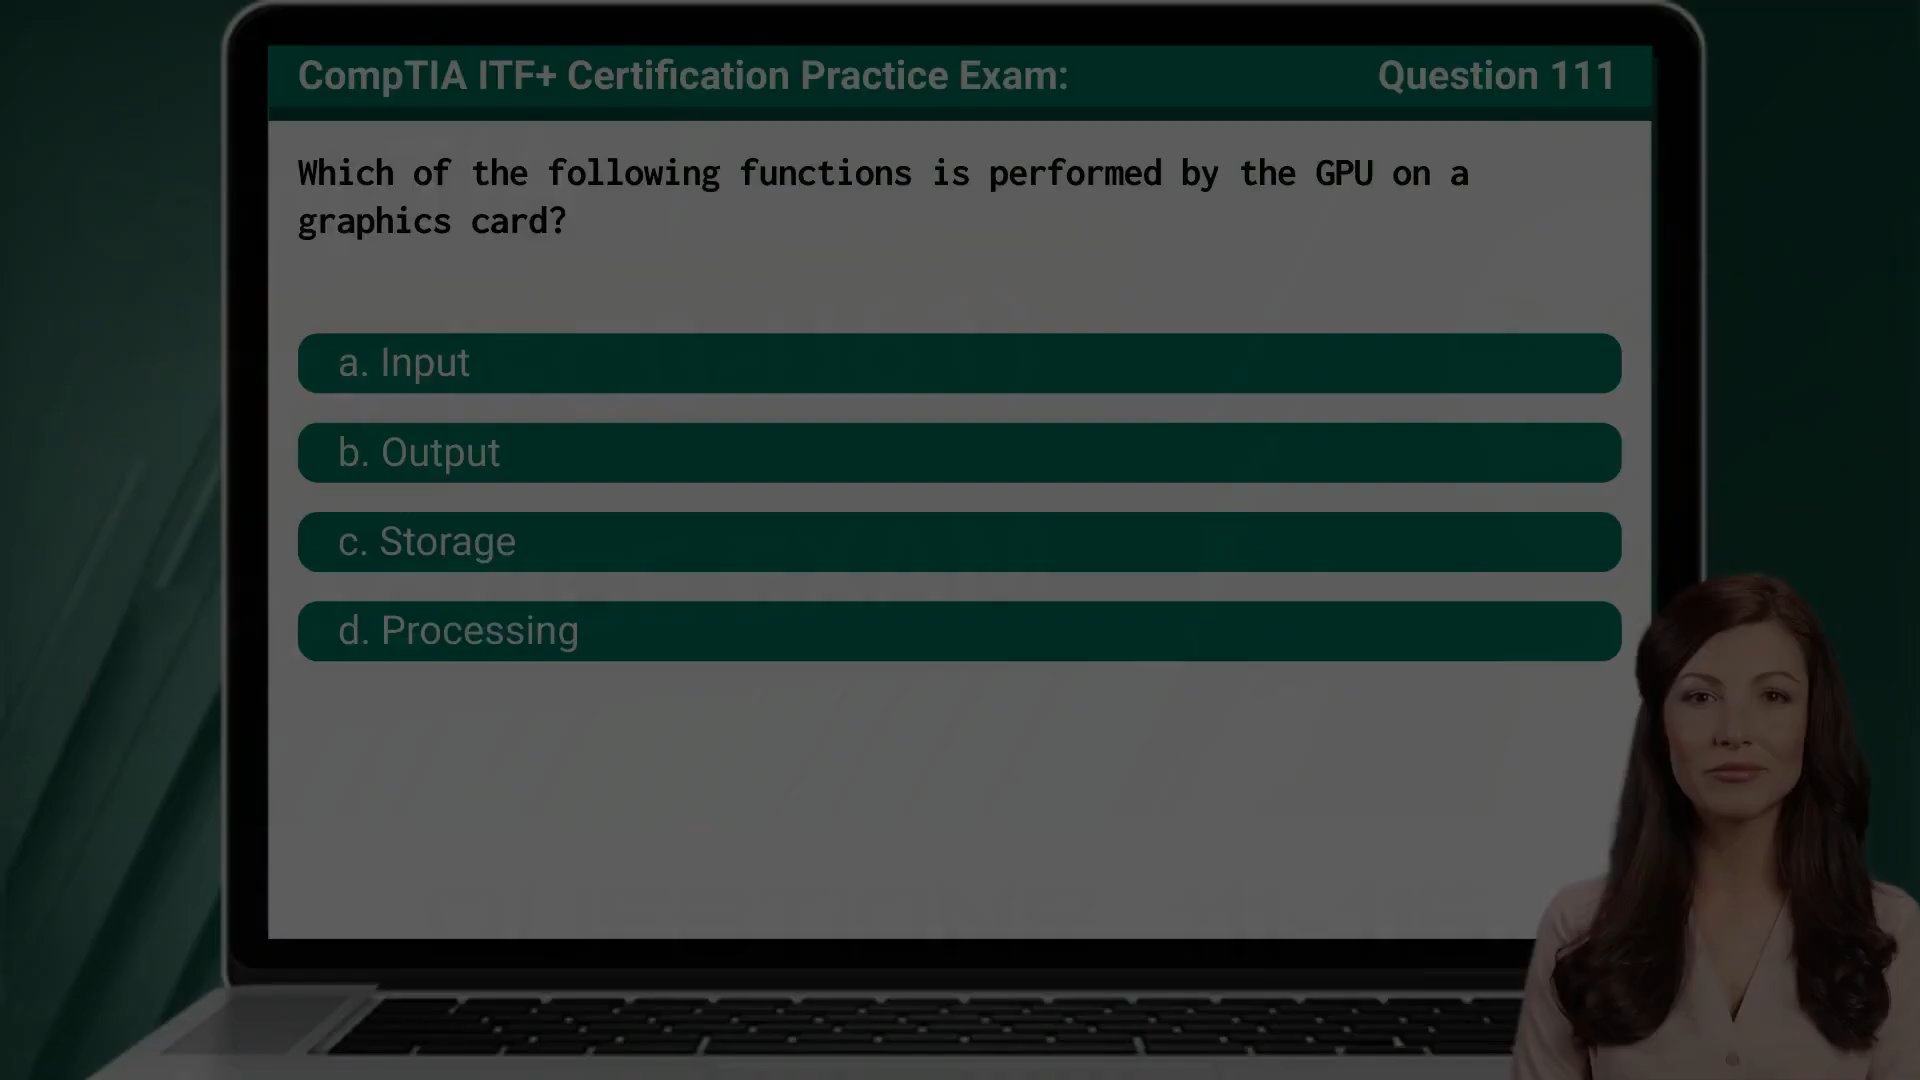 CompTIA ITF+ Certification Practice Exam:
Question 111
Which of the following functions is performed by the GPU on a
graphics card?
a. Input
b. Output
c. Storage
d. Processing